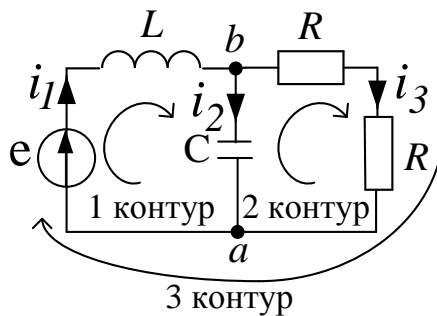 L b R
i1 i2 i3
e C R
1 контур 2 контур
a
3 контур